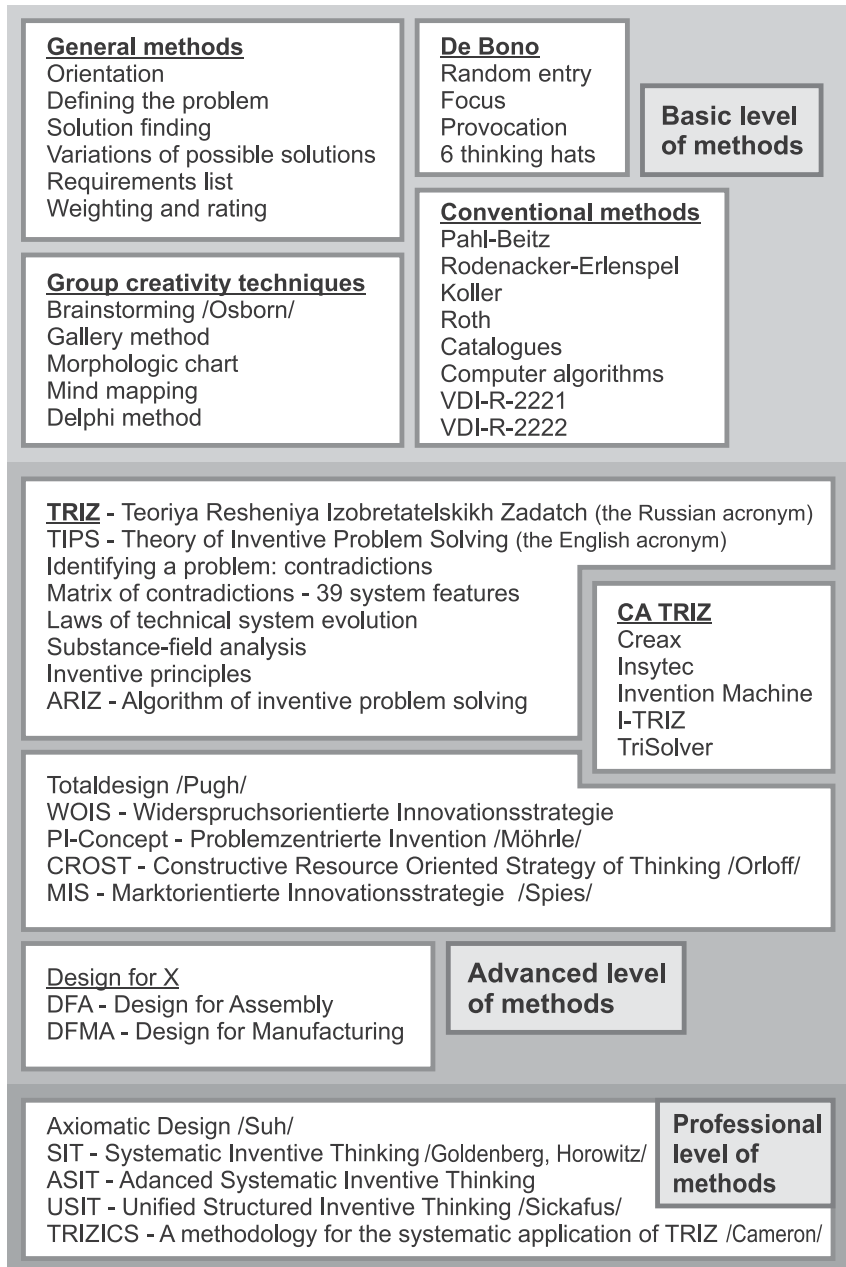 General methods
Orientation
Defining the problem
Solution finding
Variations of possible solutions
Requirements list
Weighting and rating
De Bono
Random entry
Focus
Provocation
6 thinking hats
Basic level
of methods
Group creativity techniques
Brainstorming /Osborn/
Gallery method
Morphologic chart
Mind mapping
Delphi method
Conventional methods
Pahl-Beitz
Rodenacker-Erlenspel
Koller
Roth
Catalogues
Computer algorithms
VDI-R-2221
VDI-R-2222
TRIZ - Teoriya Resheniya Izobretatelskikh Zadatch (the Russian acronym)
TIPS - Theory of Inventive Problem Solving (the English acronym)
Identifying a problem: contradictions
Matrix of contradictions - 39 system features
Laws of technical system evolution
Substance-field analysis
Inventive principles
ARIZ - Algorithm of inventive problem solving
CA TRIZ
Creax
Insytec
Invention Machine
I-TRIZ
TriSolver
Totaldesign /Pugh/
WOIS - Widerspruchsorientierte Innovationsstrategie
PI-Concept - Problemzentrierte Invention /Möhrle/
CROST - Constructive Resource Oriented Strategy of Thinking /Orloff/
MIS - Marktorientierte Innovationsstrategie /Spies/
Design for X
DFA - Design for Assembly
DFMA - Design for Manufacturing
Advanced level
of methods
Axiomatic Design /Suh/
SIT - Systematic Inventive Thinking /Goldenberg, Horowitz/
ASIT - Adanced Systematic Inventive Thinking
USIT - Unified Structured Inventive Thinking /Sickafus/
TRIZICS - A methodology for the systematic application of TRIZ /Cameron/
Professional
level of
methods